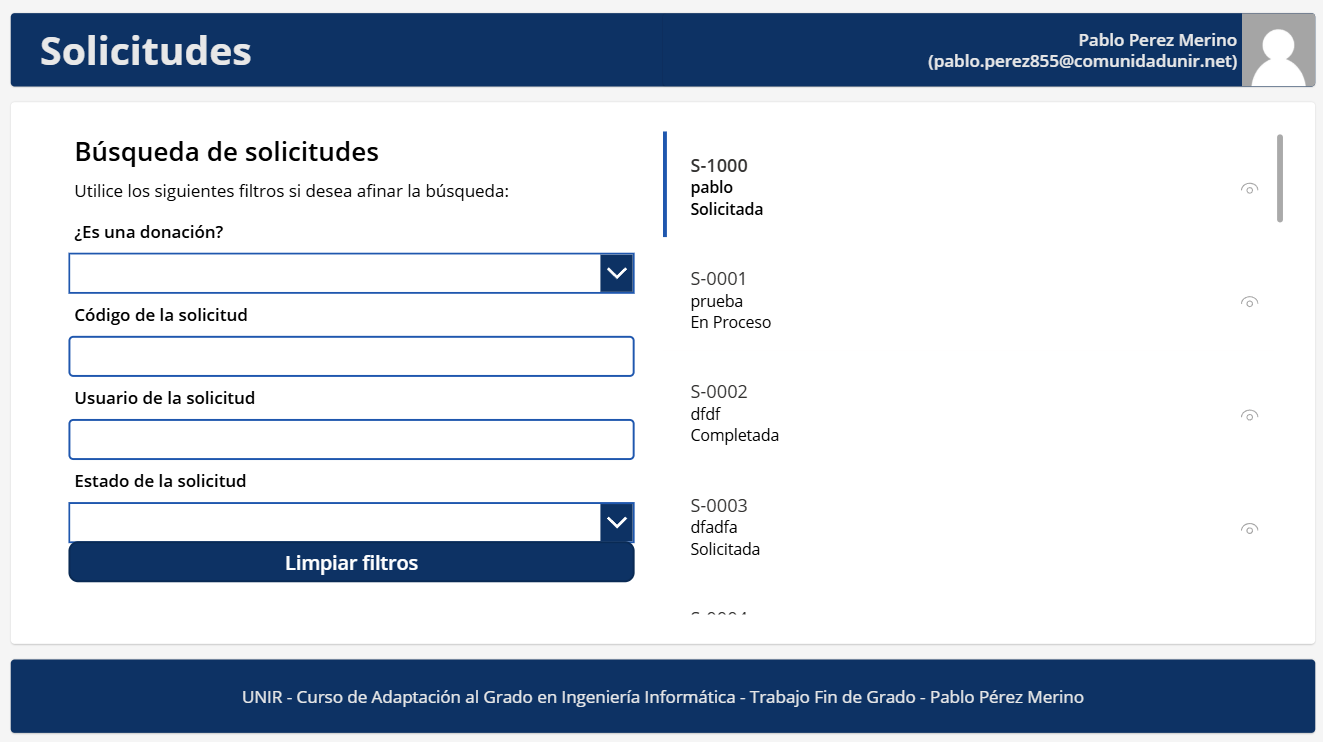 Solicitudes
Pablo Perez Merino
(pablo.perez855@comunidadunir.net)
Búsqueda de solicitudes
Utilice los siguientes filtros si desea afinar la búsqueda:
¿Es una donación?
Código de la solicitud
Usuario de la solicitud
Estado de la solicitud
Limpiar filtros
S-1000
pablo
Solicitada
S-0001
prueba
En Proceso
S-0002
dfdf
Completada
S-0003
dfadfa
Solicitada
UNIR - Curso de Adaptación al Grado en Ingeniería Informática - Trabajo Fin de Grado - Pablo Pérez Merino